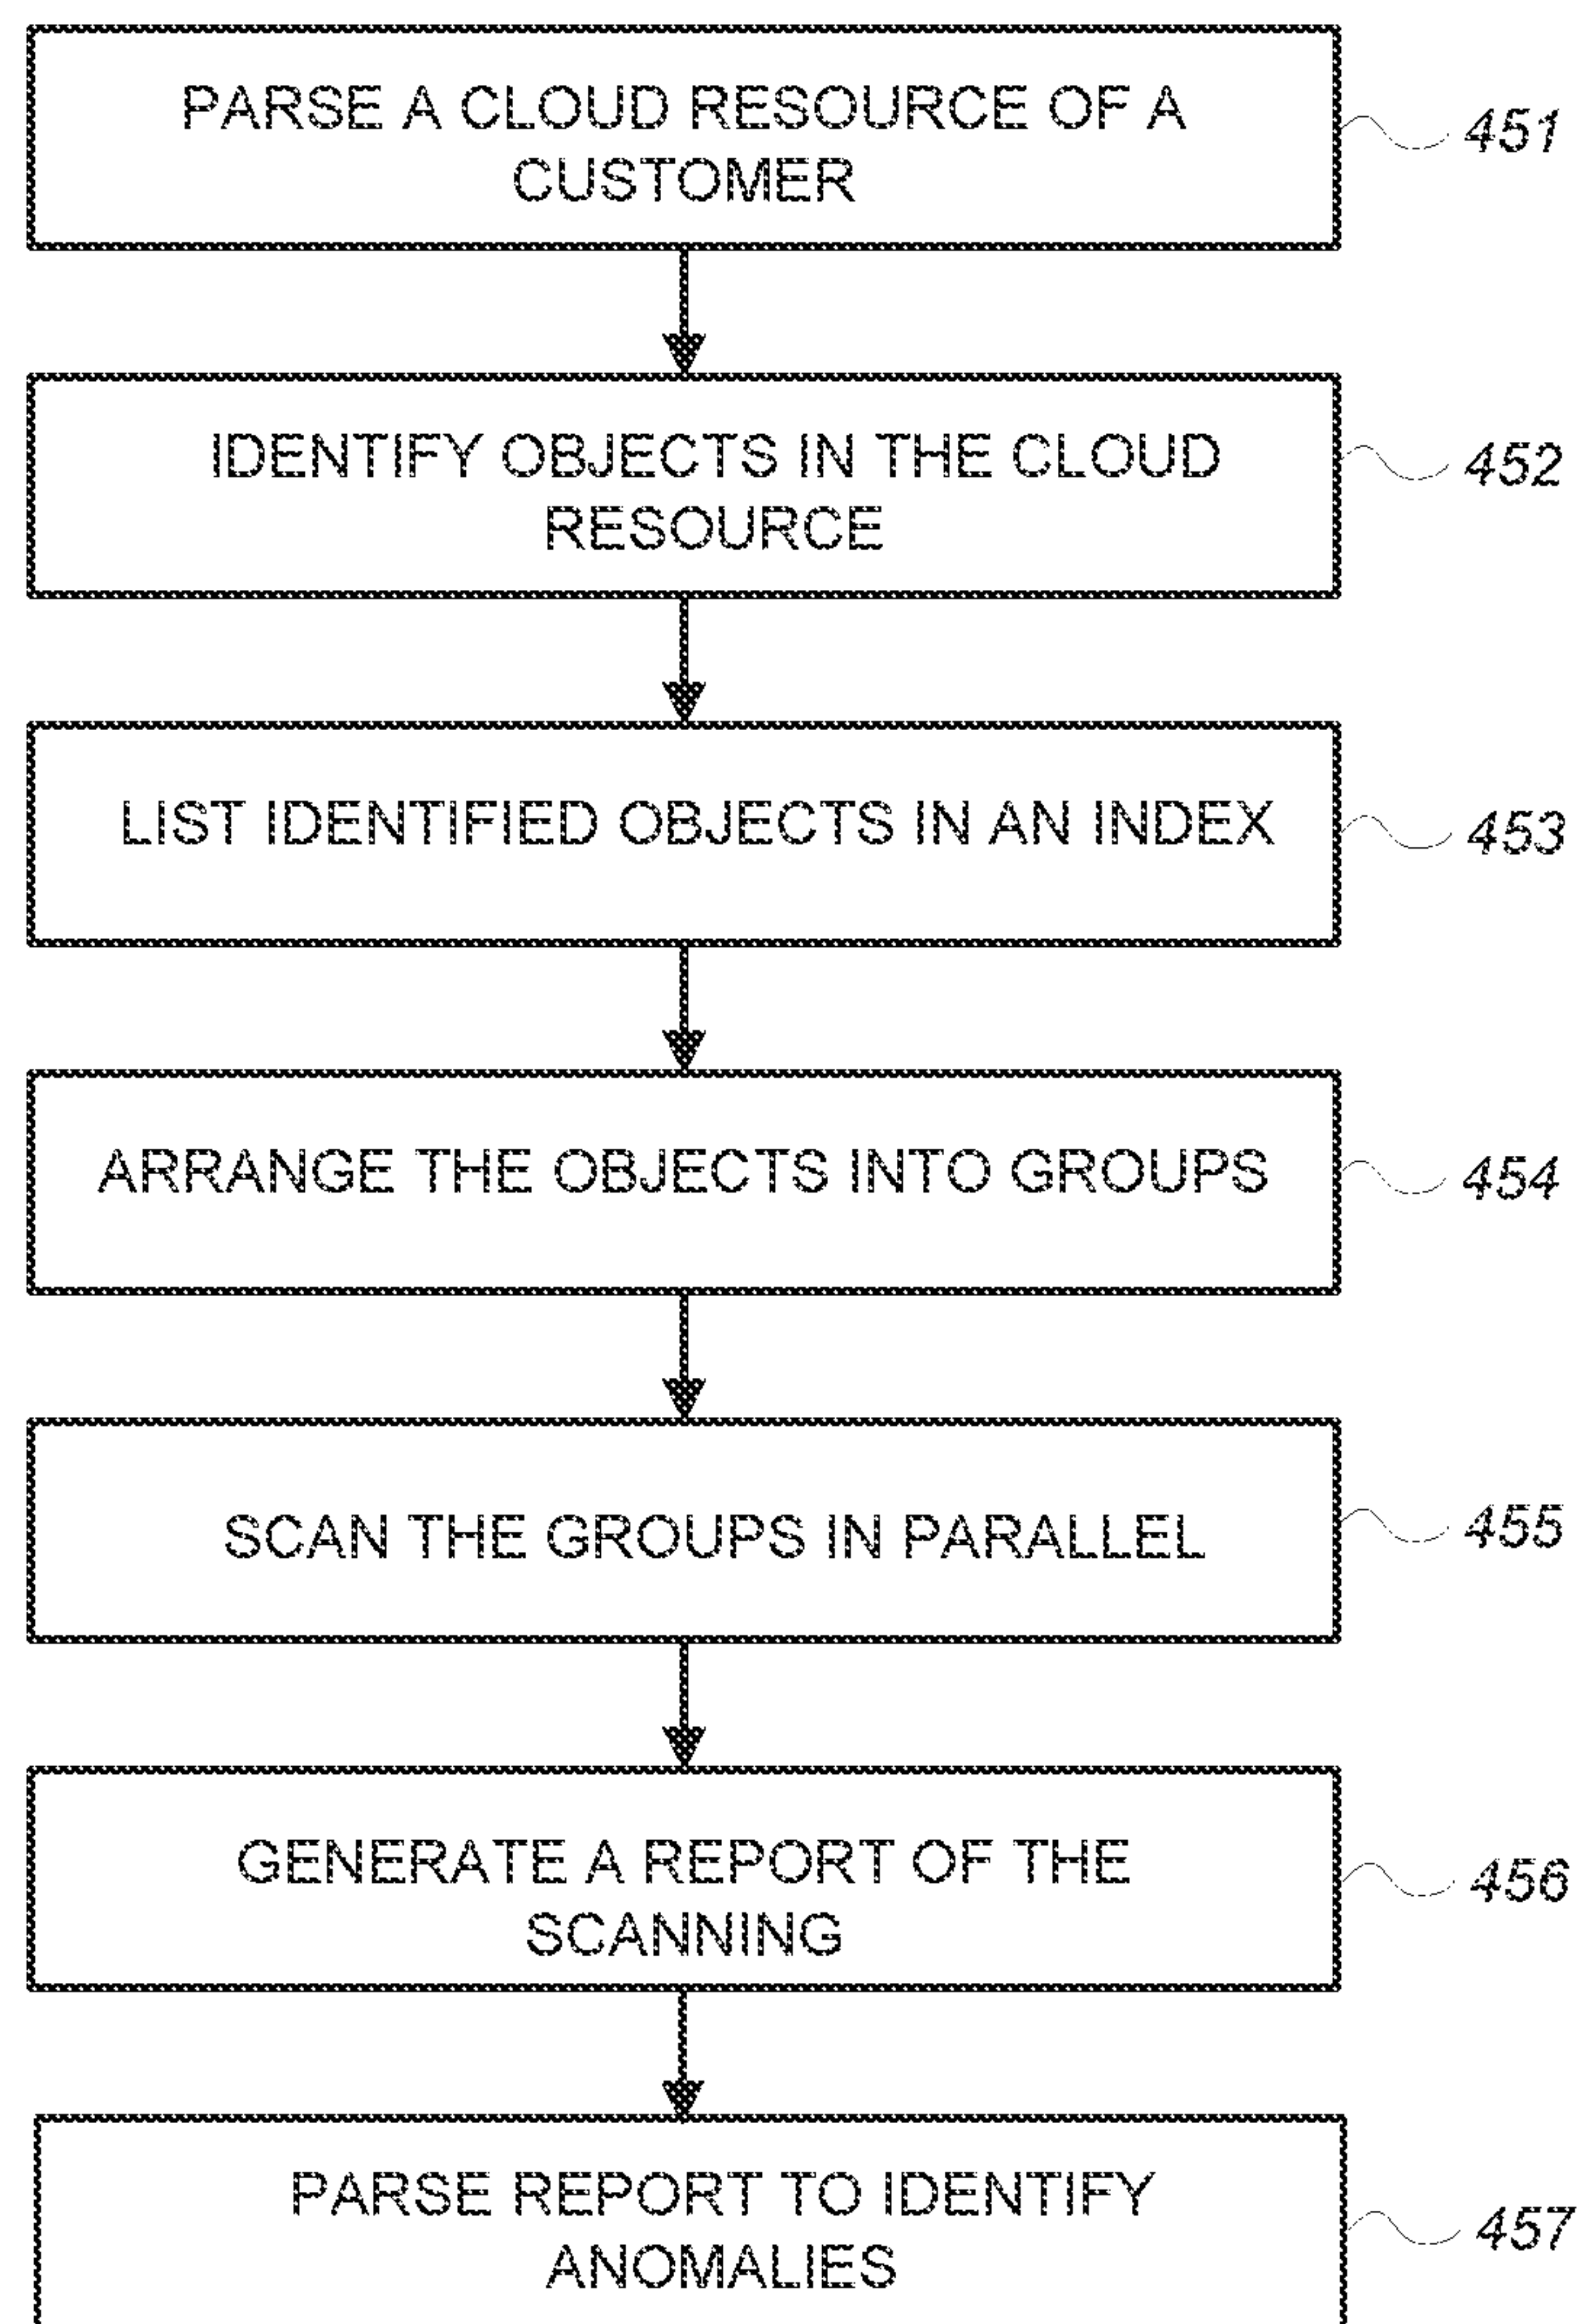 PARSE A CLOUD RESOURCE OF A
CUSTOMER
451
IDENTIFY OBJECTS IN THE CLOUD
RESOURCE
452
LIST IDENTIFIED OBJECTS IN AN INDEX
453
ARRANGE THE OBJECTS INTO GROUPS
454
SCAN THE GROUPS IN PARALLEL
455
GENERATE A REPORT OF THE
SCANNING
456
PARSE REPORT TO IDENTIFY
ANOMALIES
457